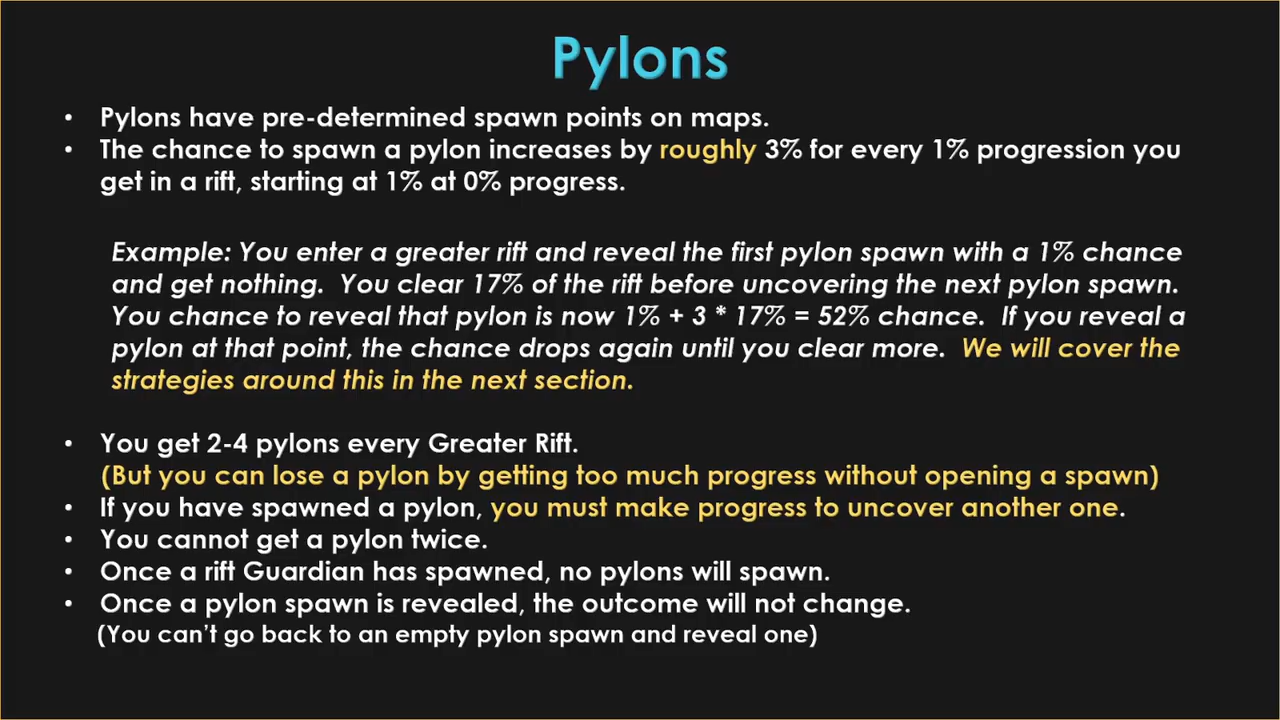 Pylons
• Pylons have pre-determined spawn points on maps.
• The chance to spawn a pylon increases by roughly 3% for every 1% progression you
get in a rift, starting at 1% at 0% progress.
Example: You enter a greater rift and reveal the first pylon spawn with a 1% chance
and get nothing.  You clear 17% of the rift before uncovering the next pylon spawn.
You chance to reveal that pylon is now 1% + 3 * 17% = 52% chance.  If you reveal a
pylon at that point, the chance drops again until you clear more.  We will cover the
strategies around this in the next section.
• You get 2-4 pylons every Greater Rift.
(But you can lose a pylon by getting too much progress without opening a spawn)
• If you have spawned a pylon, you must make progress to uncover another one.
• You cannot get a pylon twice.
• Once a rift Guardian has spawned, no pylons will spawn.
• Once a pylon spawn is revealed, the outcome will not change.
(You can't go back to an empty pylon spawn and reveal one)